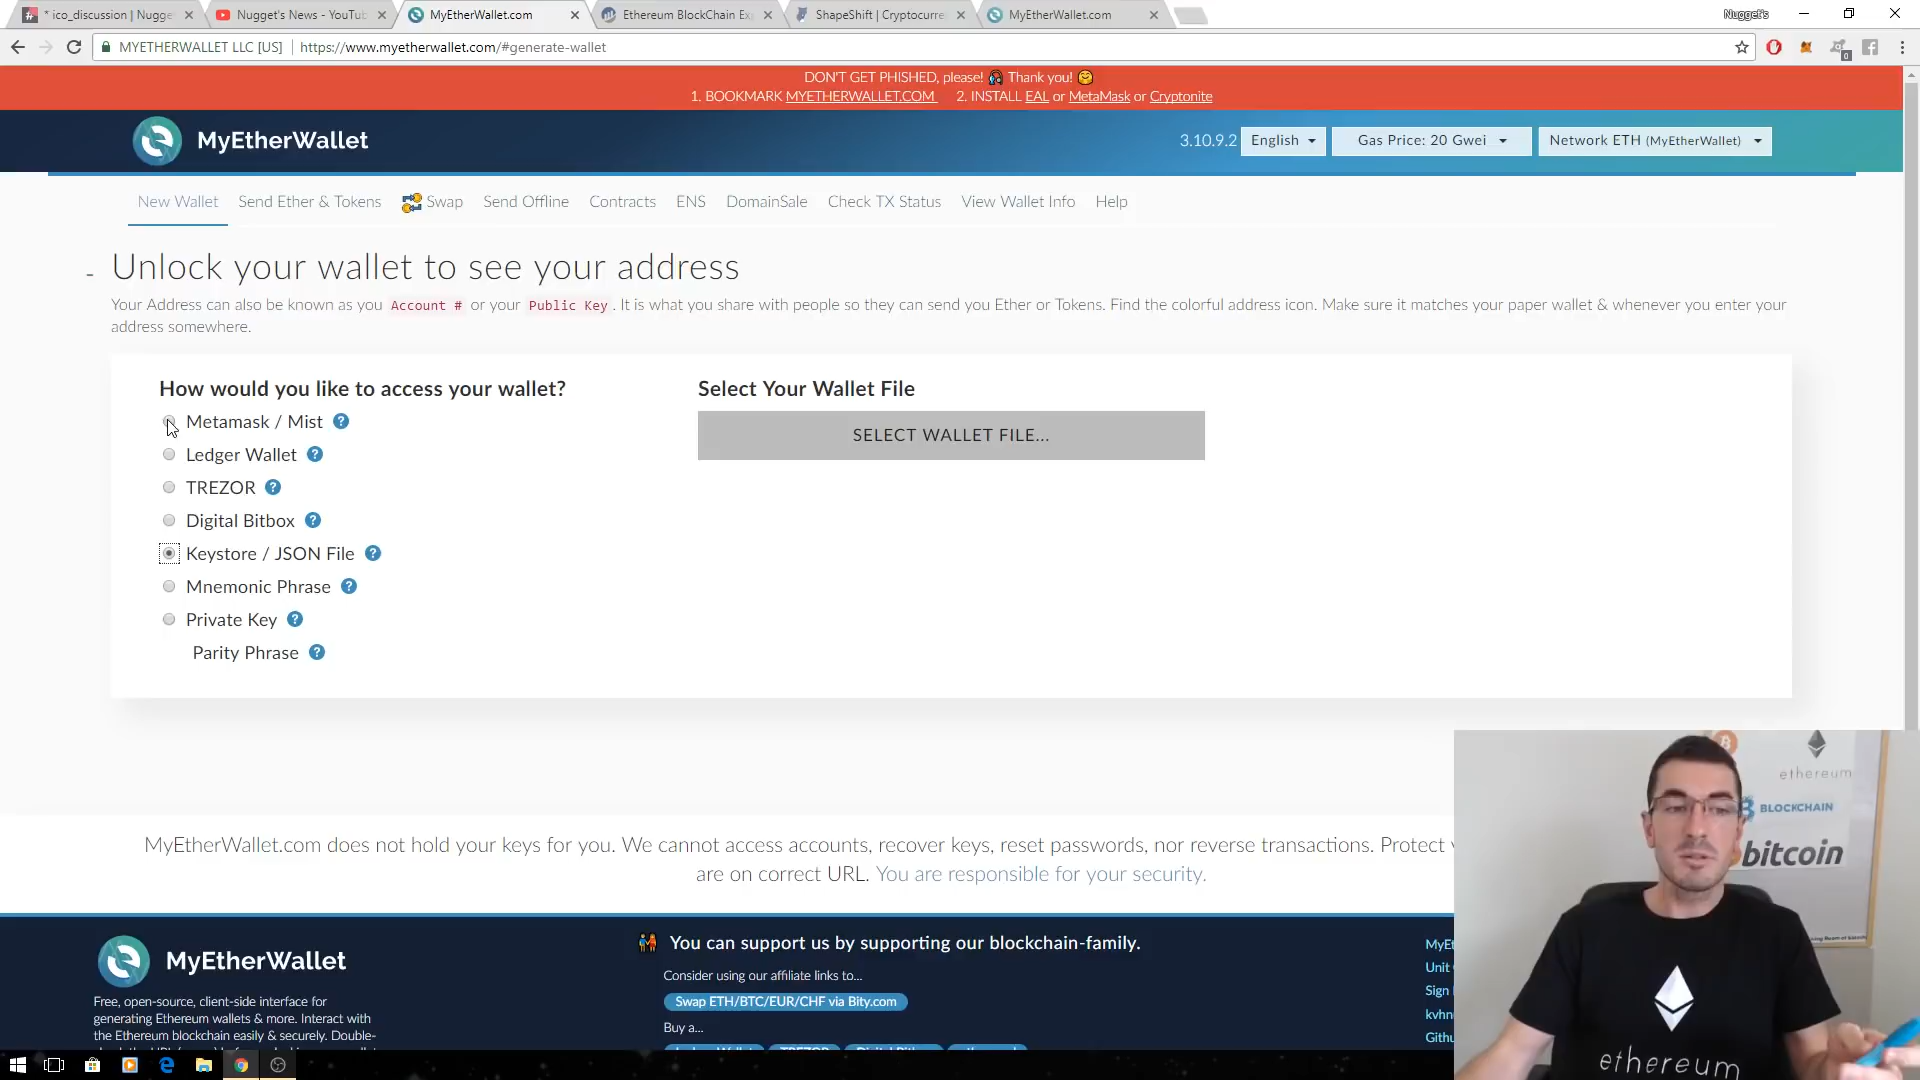 * ico_discussion | Nugge
Nugget's News - YouTub
MyEtherWallet.com
Ethereum BlockChain Ex
ShapeShift | Cryptocurre
MyEtherWallet.com
Nugget's
MYETHERWALLET LLC [US]
https://www.myetherwallet.com/#generate-wallet
DON'T GET PHISHED, please! Thank you!
1. BOOKMARK MYETHERWALLET.COM 2. INSTALL EAL or MetaMask or Cryptonite
MyEtherWallet
3.10.9.2
English
Gas Price: 20 Gwei
Network ETH (MyEtherWallet)
New Wallet
Send Ether & Tokens
Swap
Send Offline
Contracts
ENS
DomainSale
Check TX Status
View Wallet Info
Help
- Unlock your wallet to see your address
Your Address can also be known as you Account # or your Public Key . It is what you share with people so they can send you Ether or Tokens. Find the colorful address icon. Make sure it matches your paper wallet & whenever you enter your
address somewhere.
How would you like to access your wallet?
Metamask / Mist ?
Ledger Wallet ?
TREZOR ?
Digital Bitbox ?
Keystore / JSON File ?
Mnemonic Phrase ?
Private Key ?
Parity Phrase ?
Select Your Wallet File
SELECT WALLET FILE...
MyEtherWallet.com does not hold your keys for you. We cannot access accounts, recover keys, reset passwords, nor reverse transactions. Protect
are on correct URL. You are responsible for your security.
MyEtherWallet
Free, open-source, client-side interface for
generating Ethereum wallets & more. Interact with
the Ethereum blockchain easily & securely. Double-
You can support us by supporting our blockchain-family.
Consider using our affiliate links to...
Swap ETH/BTC/EUR/CHF via Bity.com
Buy a...
MyEt
Unit
Sign
kvhn
Gith
ethereum
BLOCKCHAIN
bitcoin
ethereum